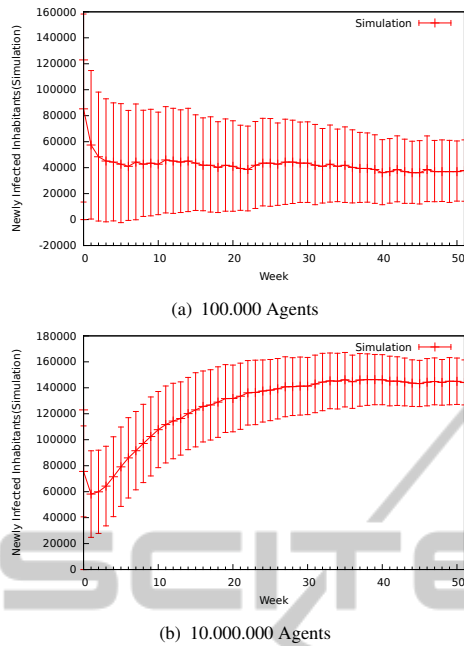 Simulation
Newly Infected Inhabitants(Simulation)
160000
140000
120000
100000
80000
60000
40000
20000
0
-20000
0 10 20 30 40 50
Week
(a) 100.000 Agents
Simulation
Newly Infected Inhabitants(Simulation)
180000
160000
140000
120000
100000
80000
60000
40000
20000
0
0 10 20 30 40 50
Week
(b) 10.000.000 Agents
SCITE